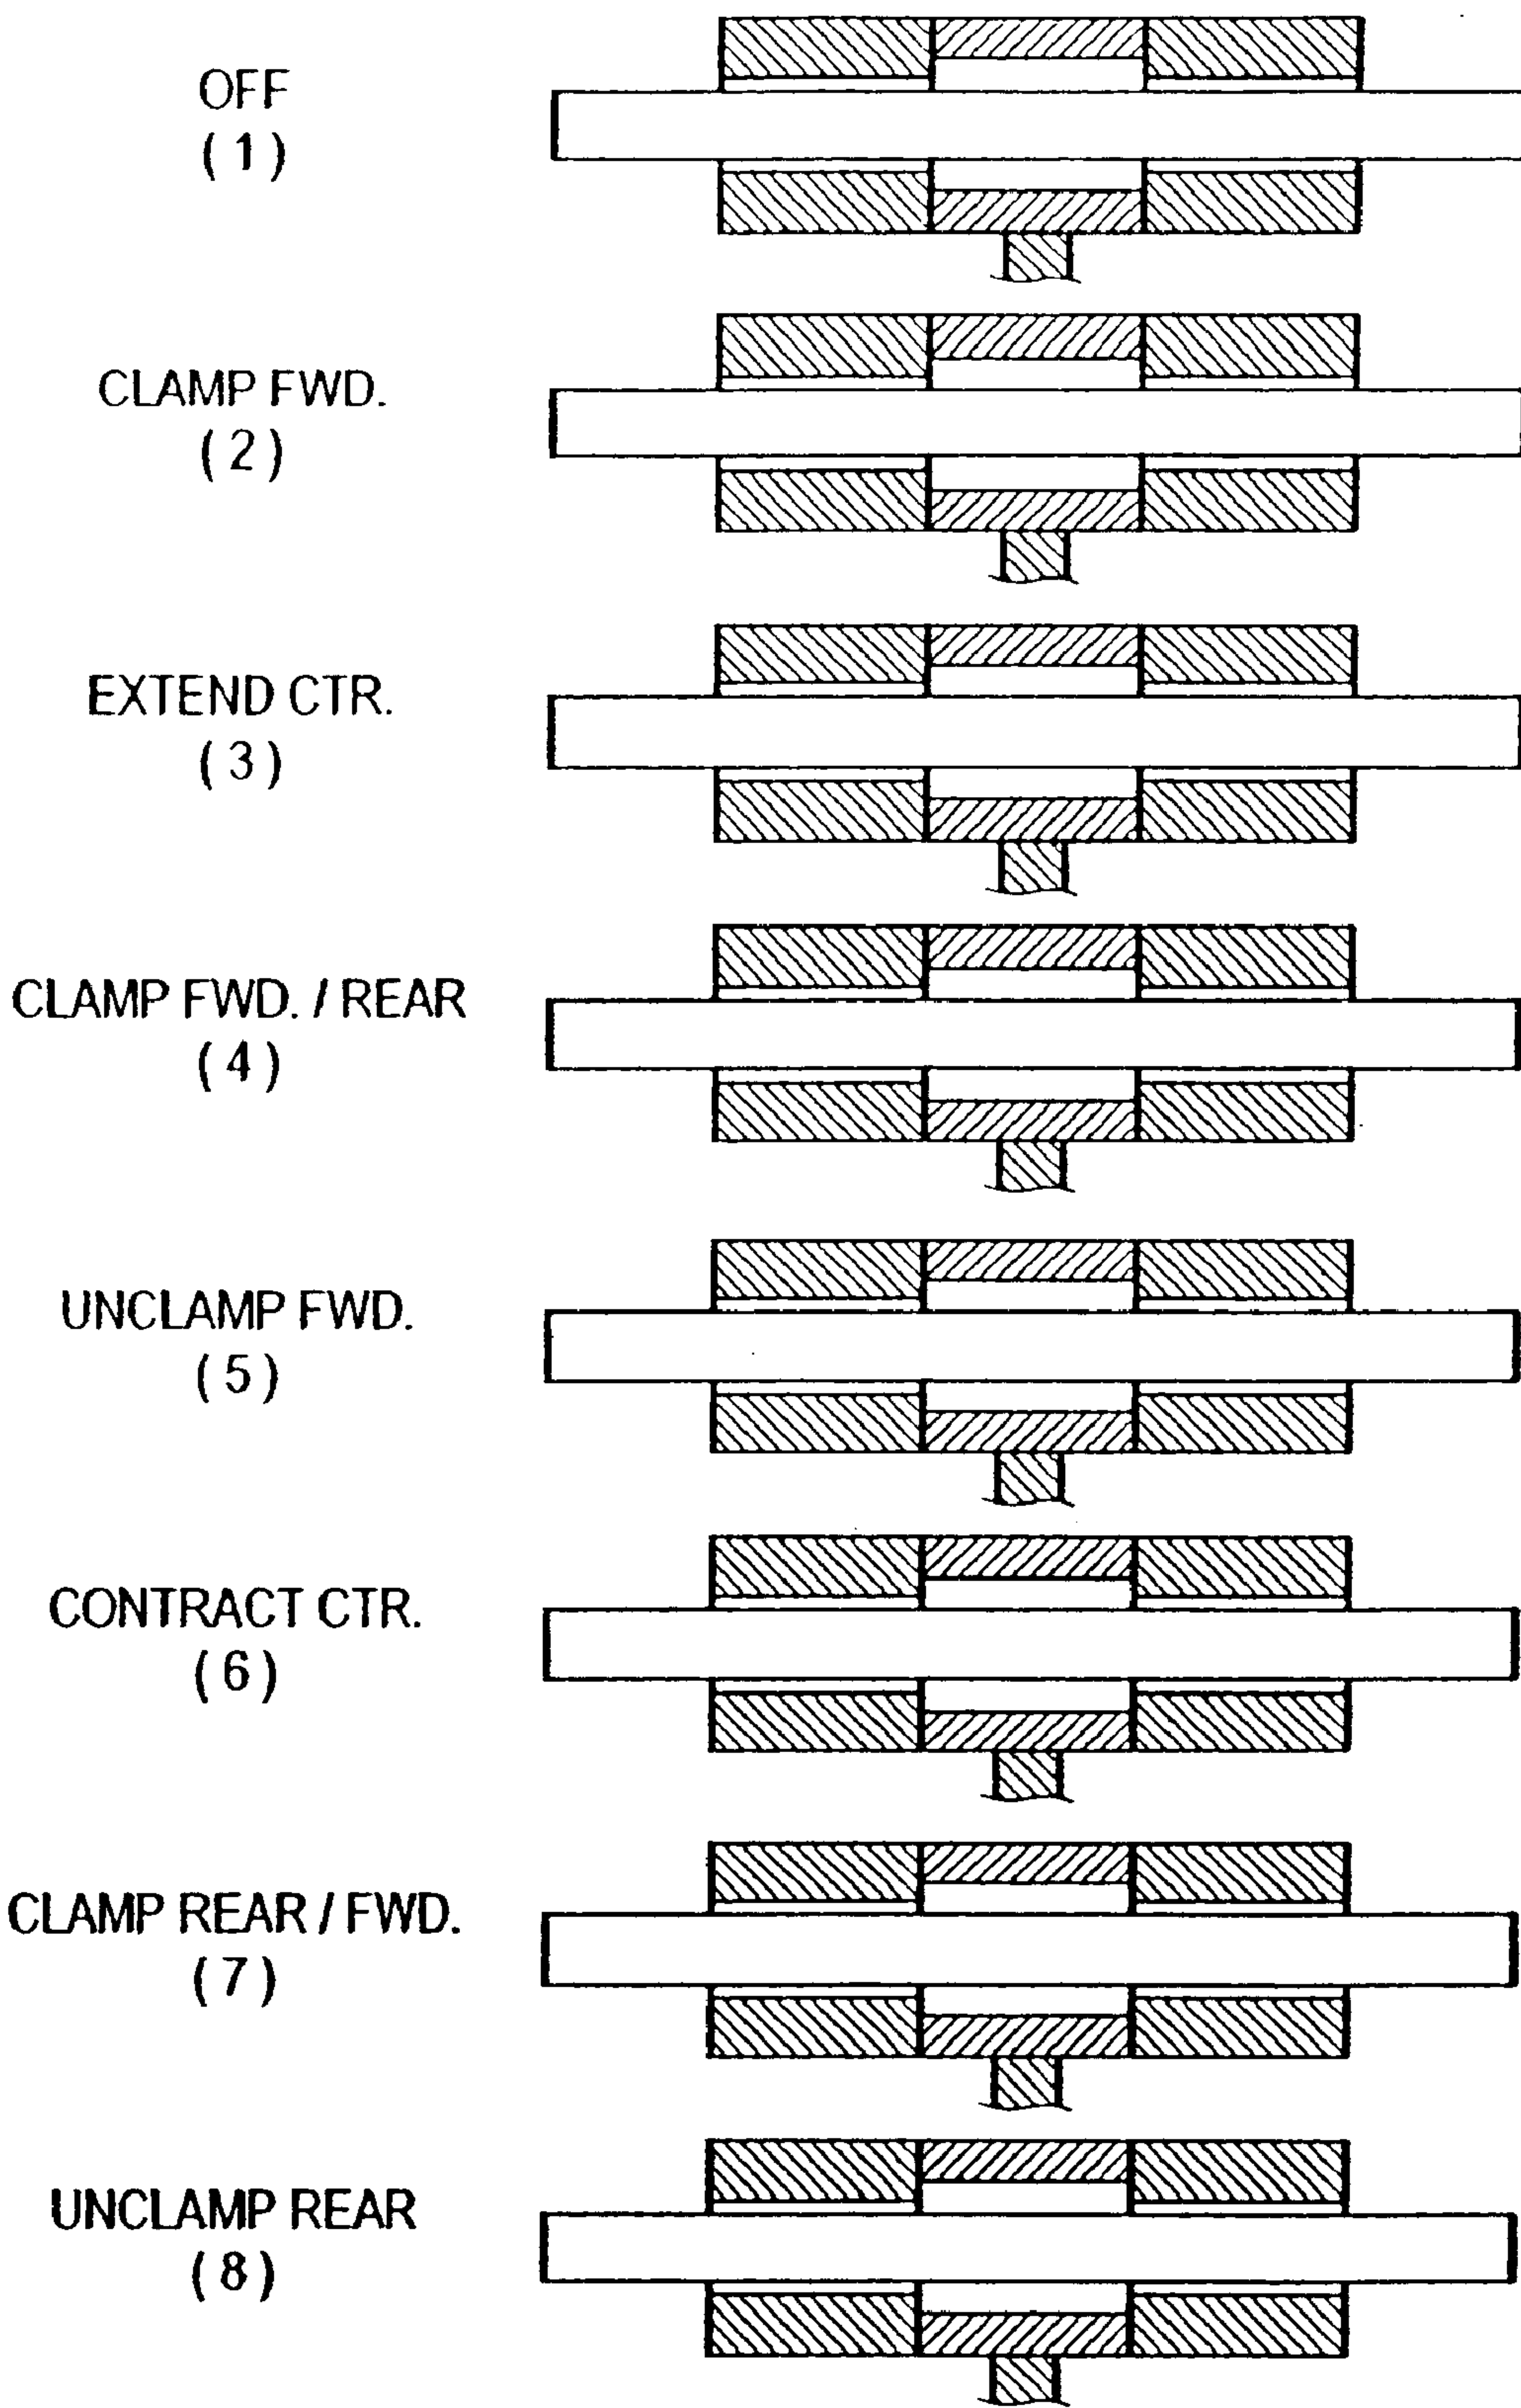 OFF
( 1 )
CLAMP FWD.
( 2 )
EXTEND CTR.
( 3 )
CLAMP FWD. / REAR
( 4 )
UNCLAMP FWD.
( 5 )
CONTRACT CTR.
( 6 )
CLAMP REAR / FWD.
( 7 )
UNCLAMP REAR
( 8 )